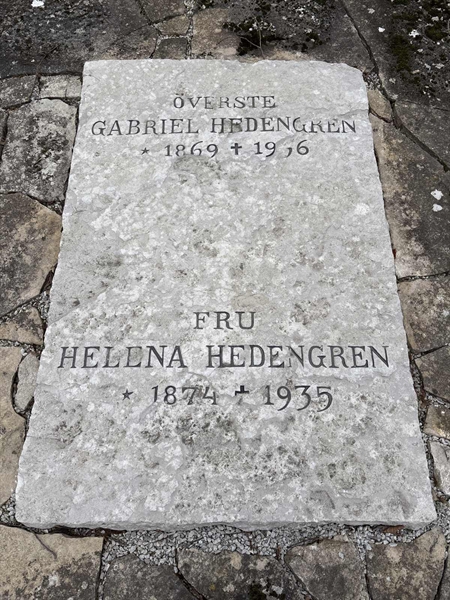 ÖVERSTE
GABRIEL HEDENGREN
* 1869 ✝
FRU
HELENA HEDENGREN
* 1874 ✝ 1935